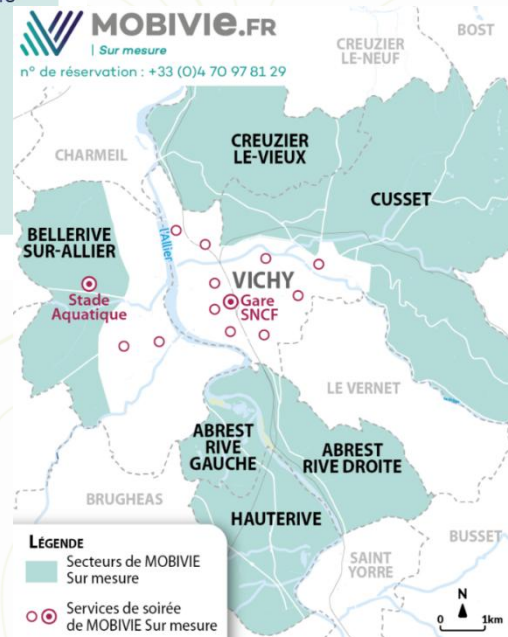 MOBIVIE.FR
| Sur mesure
n° de réservation : +33 (0)4 70 97 81 29
BOST
CREUZIER
LE-NEUF
CREUZIER
LE-VIEUX
CHARMEIL
CUSSET
BELLERIVE
SUR-ALLIER
l'Allier
VICHY
Stade
Aquatique
Gare
SNCF
LE VERNET
ABREST
RIVE
GAUCHE
ABREST
RIVE DROITE
BRUGHEAS
HAUTERIVE
BUSSET
SAINT
YORRE
LÉGENDE
Secteurs de MOBIVIE
Sur mesure
Services de soirée
de MOBIVIE Sur mesure
N
0 1km